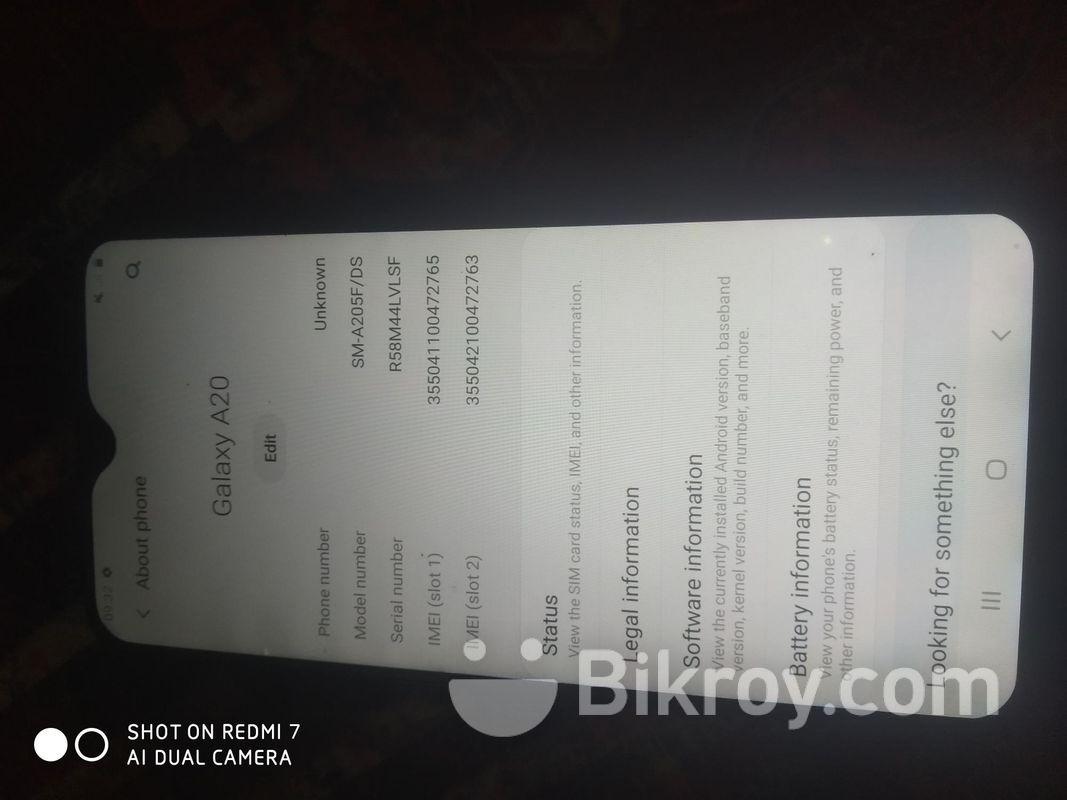 09:32
About phone
Galaxy A20
Edit
Phone number Unknown
Model number SM-A205F/DS
Serial number R58M44LVLSF
IMEI (slot 1) 355041100472765
IMEI (slot 2) 355042100472763
Status
View the SIM card status, IMEI, and other information.
Legal information
Software information
View the currently installed Android version, baseband
version, kernel version, build number, and more.
Battery information
View your phone's battery status, remaining power, and
other information.
Looking for something else?
Bikroy.com
SHOT ON REDMI 7
AI DUAL CAMERA